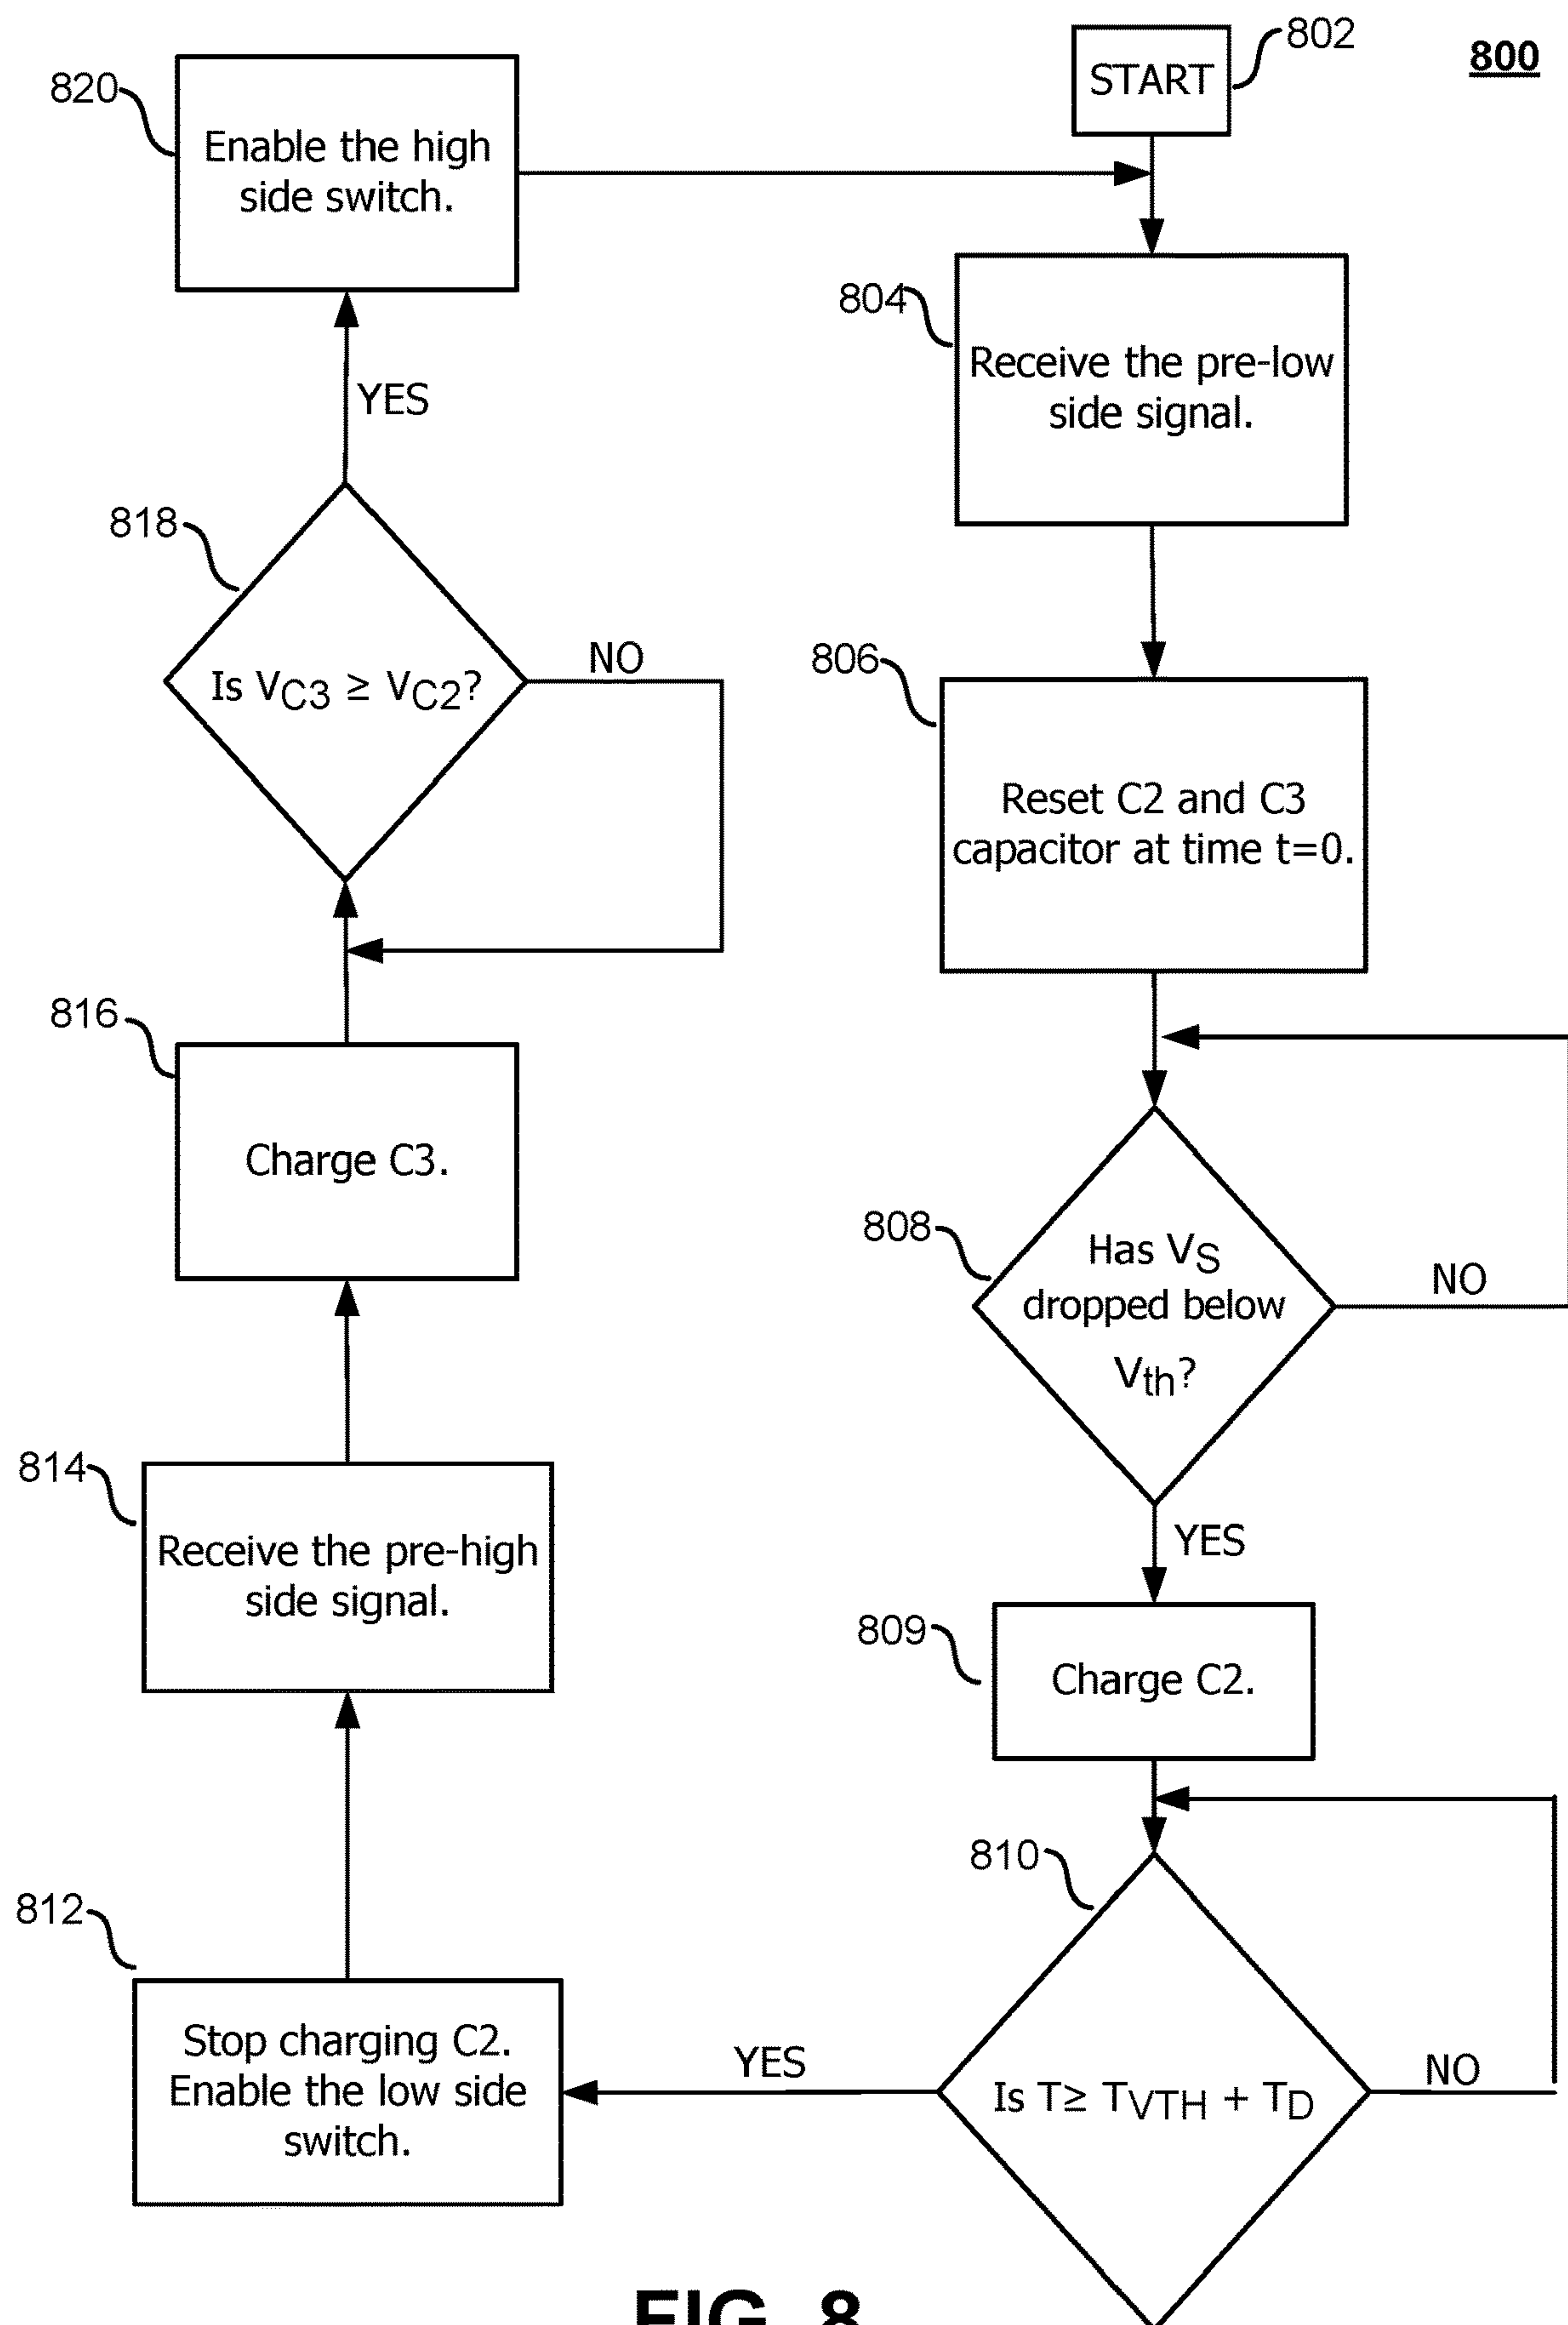 800
802
START
804
Receive the pre-low
side signal.
806
Reset C2 and C3
capacitor at time t=0.
808
Has VS
dropped below
Vth?
NO
YES
809
Charge C2.
810
Is T≥ TVTH + TD
NO
YES
812
Stop charging C2.
Enable the low side
switch.
814
Receive the pre-high
side signal.
816
Charge C3.
818
Is VC3 ≥ VC2?
NO
YES
820
Enable the high
side switch.
FIG. 8